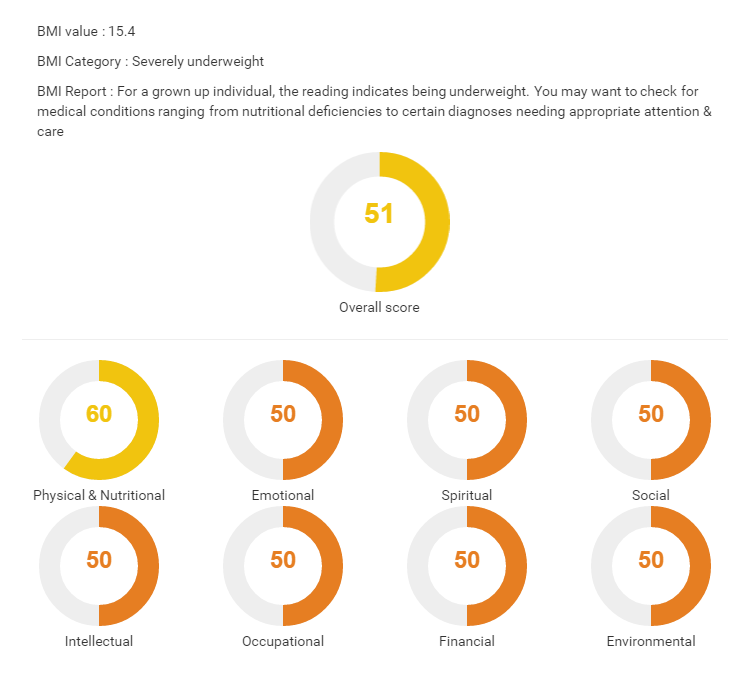 BMI value : 15.4
BMI Category : Severely underweight
BMI Report : For a grown up individual, the reading indicates being underweight. You may want to check for
medical conditions ranging from nutritional deficiencies to certain diagnoses needing appropriate attention &
care
51
Overall score
60 50 50 50
Physical & Nutritional Emotional Spiritual Social
50 50 50 50
Intellectual Occupational Financial Environmental